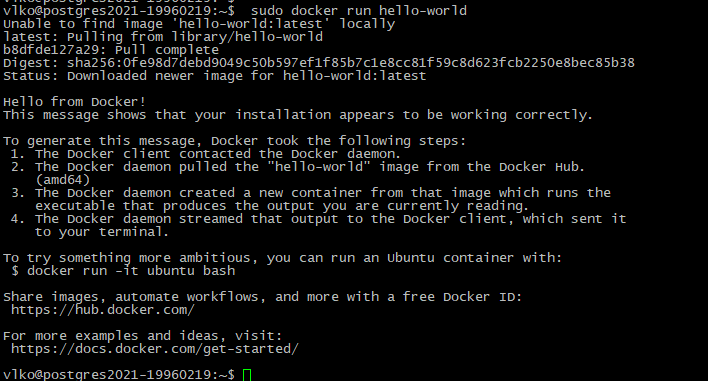 vlko@postgres2021-19960219:~$
vlko@postgres2021-19960219:~$  sudo docker run hello-world
Unable to find image 'hello-world:latest' locally
latest: Pulling from library/hello-world
b8dfde127a29: Pull complete
Digest: sha256:0fe98d7debd9049c50b597ef1f85b7c1e8cc81f59c8d623fcb2250e8bec85b38
Status: Downloaded newer image for hello-world:latest

Hello from Docker!
This message shows that your installation appears to be working correctly.

To generate this message, Docker took the following steps:
 1. The Docker client contacted the Docker daemon.
 2. The Docker daemon pulled the "hello-world" image from the Docker Hub.
    (amd64)
 3. The Docker daemon created a new container from that image which runs the
    executable that produces the output you are currently reading.
 4. The Docker daemon streamed that output to the Docker client, which sent it
    to your terminal.

To try something more ambitious, you can run an Ubuntu container with:
 $ docker run -it ubuntu bash

Share images, automate workflows, and more with a free Docker ID:
 https://hub.docker.com/

For more examples and ideas, visit:
 https://docs.docker.com/get-started/

vlko@postgres2021-19960219:~$